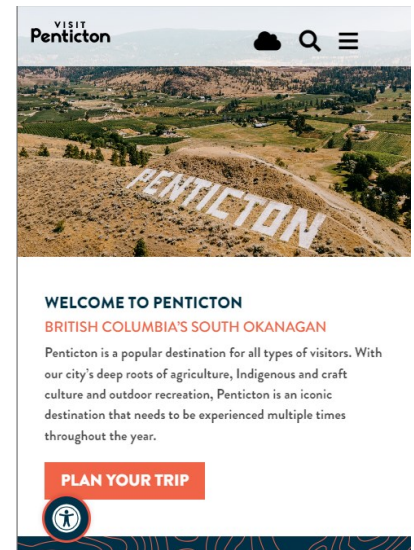 VISIT
Penticton
PENTICTON
WELCOME TO PENTICTON
BRITISH COLUMBIA'S SOUTH OKANAGAN
Penticton is a popular destination for all types of visitors. With
our city's deep roots of agriculture, Indigenous and craft
culture and outdoor recreation, Penticton is an iconic
destination that needs to be experienced multiple times
throughout the year.
PLAN YOUR TRIP